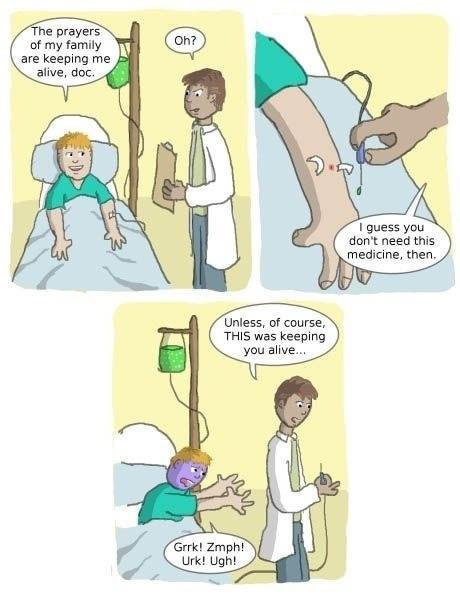 The prayers
of my family
are keeping me
alive, doc.
Oh?
I guess you
don't need this
medicine, then.
Unless, of course,
THIS was keeping
you alive...
Grrk! Zmph!
Urk! Ugh!